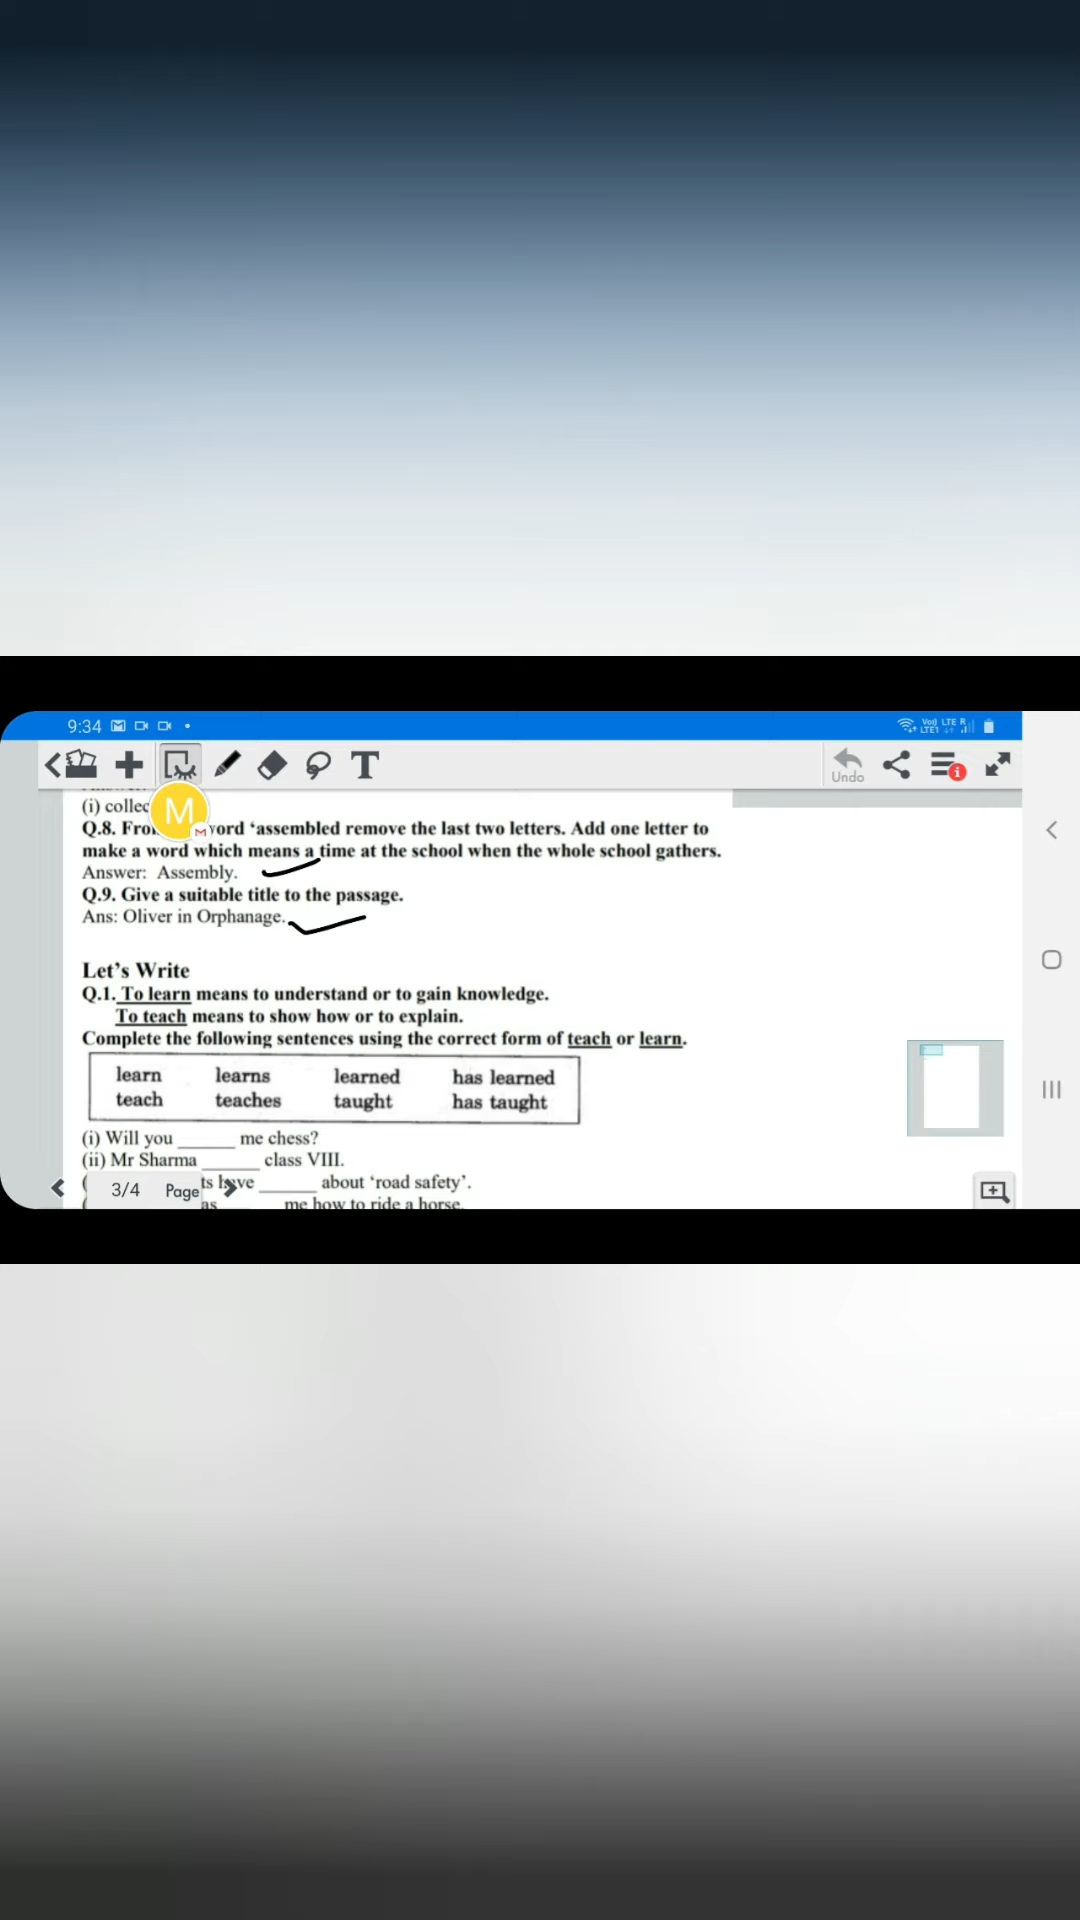 9:34
Undo
(i) collec
M
Q.8. Fro word ‘assembled remove the last two letters. Add one letter to
make a word which means a time at the school when the whole school gathers.
Answer: Assembly.
Q.9. Give a suitable title to the passage.
Ans: Oliver in Orphanage.
Let’s Write
Q.1. To learn means to understand or to gain knowledge.
To teach means to show how or to explain.
Complete the following sentences using the correct form of teach or learn.
learn learns learned has learned
teach teaches taught has taught
(i) Will you ______ me chess?
(ii) Mr Sharma ______ class VIII.
ts have ______ about ‘road safety’.
3/4 Page
as ______ me how to ride a horse.